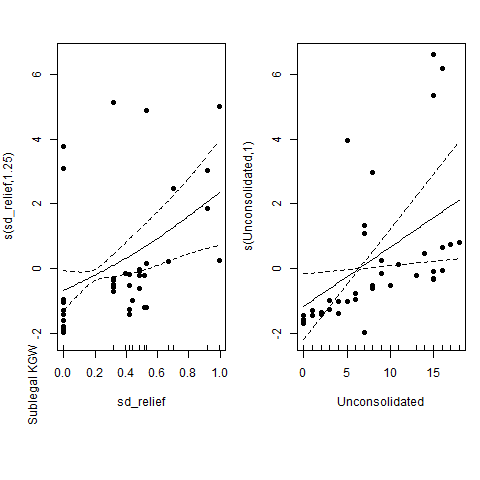 s(sd_relief,1.25)
6
4
2
0
-2
0.0 0.2 0.4 0.6 0.8 1.0
sd_relief
Sublegal KGW
s(Unconsolidated,1)
6
4
2
0
-2
0 5 10 15
Unconsolidated